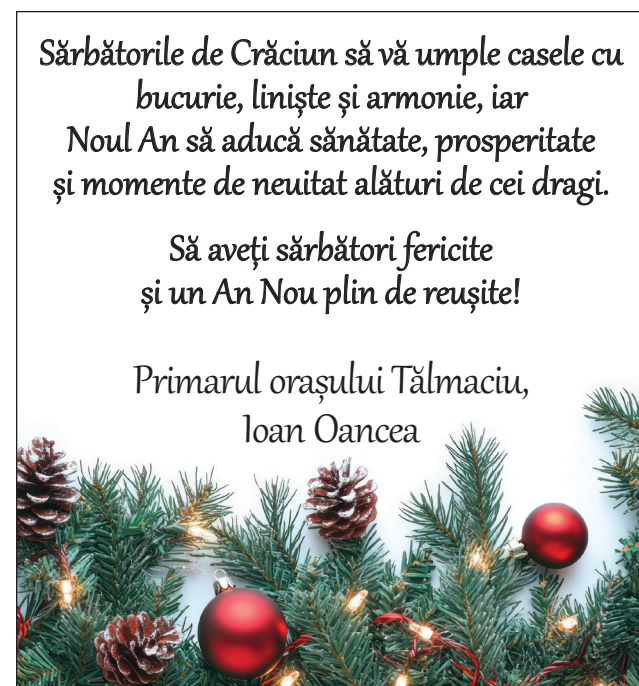 Sărbătorile de Crăciun să vă umple casele cu
bucurie, liniște și armonie, iar
Noul An să aducă sănătate, prosperitate
și momente de neuitat alături de cei dragi.
Să aveți sărbători fericite
și un An Nou plin de reușite!
Primarul orașului Tălmaciu,
Ioan Oancea